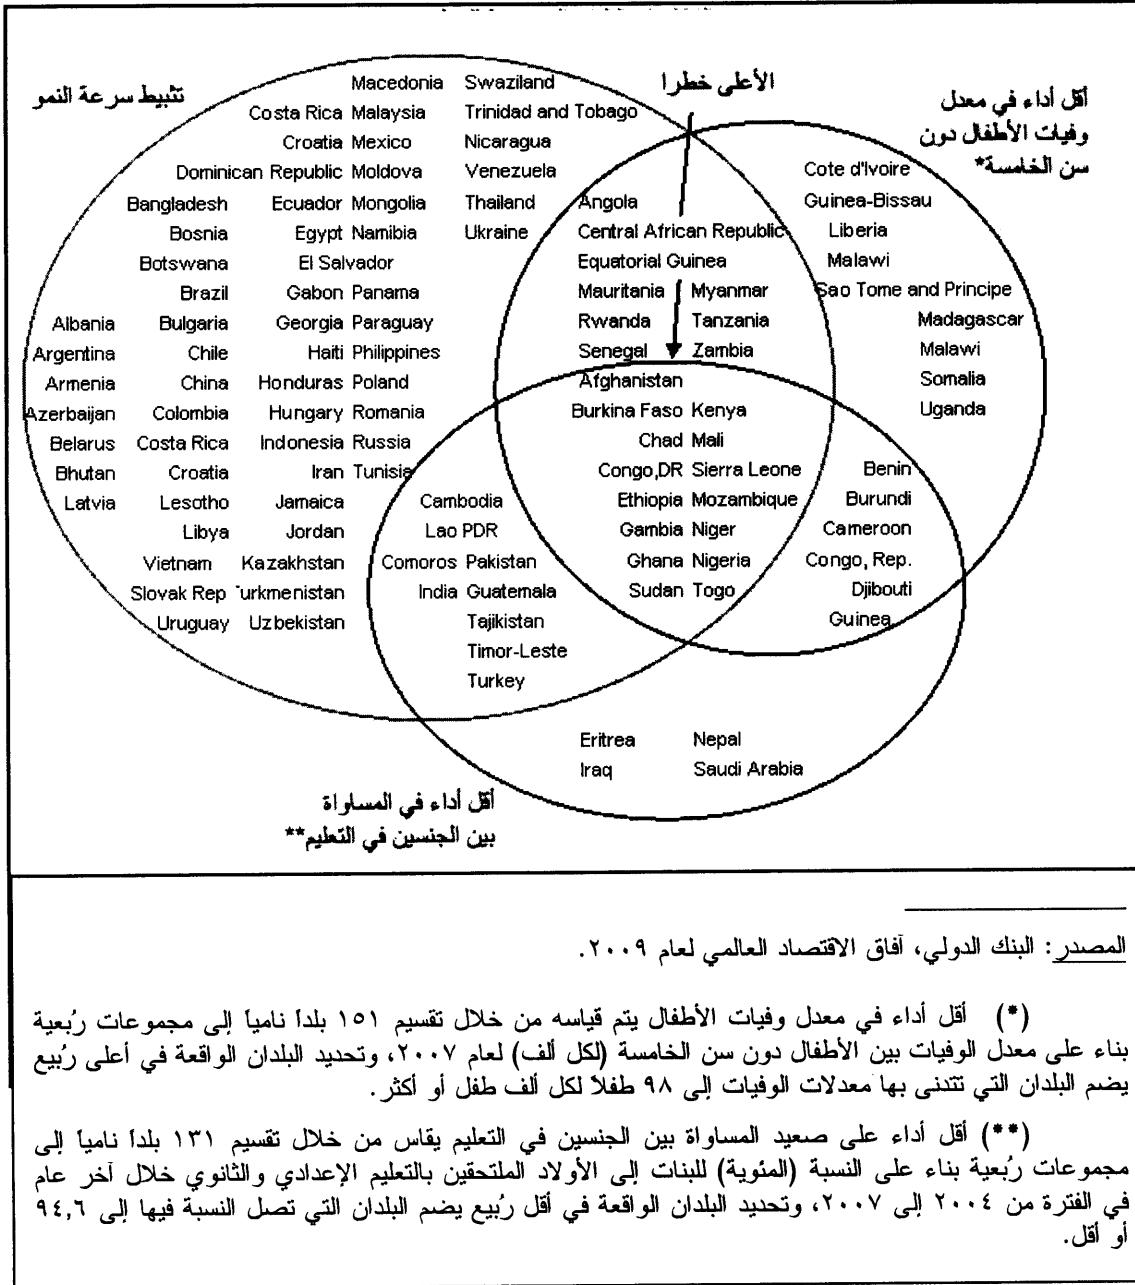 الأعلى خطرا
تثبيط سرعة النمو
أقل أداء في معدل
وفيات الأطفال دون
سن الخامسة*
Macedonia Swaziland
Costa Rica Malaysia Trinidad and Tobago
Croatia Mexico Nicaragua
Dominican Republic Moldova Venezuela
Bangladesh Ecuador Mongolia Thailand
Bosnia Egypt Namibia Ukraine
Botswana El Salvador
Brazil Gabon Panama
Albania Bulgaria Georgia Paraguay
Argentina Chile Haiti Philippines
Armenia China Honduras Poland
Azerbaijan Colombia Hungary Romania
Belarus Costa Rica Indonesia Russia
Bhutan Croatia Iran Tunisia
Latvia Lesotho Jamaica
Libya Jordan
Vietnam Kazakhstan
Slovak Rep Turkmenistan
Uruguay Uzbekistan
Angola
Central African Republic
Equatorial Guinea
Mauritania Myanmar
Rwanda Tanzania
Senegal Zambia
Cote d'Ivoire
Guinea-Bissau
Liberia
Malawi
Sao Tome and Principe
Madagascar
Malawi
Somalia
Uganda
Afghanistan
Burkina Faso Kenya
Chad Mali
Congo,DR Sierra Leone
Ethiopia Mozambique
Gambia Niger
Ghana Nigeria
Sudan Togo
Benin
Burundi
Cameroon
Congo, Rep.
Djibouti
Guinea
Cambodia
Lao PDR
Comoros Pakistan
India Guatemala
Tajikistan
Timor-Leste
Turkey
Eritrea Nepal
Iraq Saudi Arabia
أقل أداء في المساواة
بين الجنسين في التعليم**
المصدر: البنك الدولي، آفاق الاقتصاد العالمي لعام ٢٠٠٩.
(*) أقل أداء في معدل وفيات الأطفال يتم قياسه من خلال تقسيم ١٥١ بلداً نامياً إلى مجموعات رُبعية
بناء على معدل الوفيات بين الأطفال دون سن الخامسة (لكل ألف) لعام ٢٠٠٧، وتحديد البلدان الواقعة في أعلى رُبيع
يضم البلدان التي تتدنى بها معدلات الوفيات إلى ٩٨ طفلاً لكل ألف طفل أو أكثر.
(**) أقل أداء على صعيد المساواة بين الجنسين في التعليم يقاس من خلال تقسيم ١٣١ بلداً نامياً إلى
مجموعات رُبعية بناء على النسبة (المئوية) للبنات إلى الأولاد الملتحقين بالتعليم الإعدادي والثانوي خلال آخر عام
في الفترة من ٢٠٠٤ إلى ٢٠٠٧، وتحديد البلدان الواقعة في أقل رُبيع يضم البلدان التي تصل النسبة فيها إلى ٩٤,٦
أو أقل.